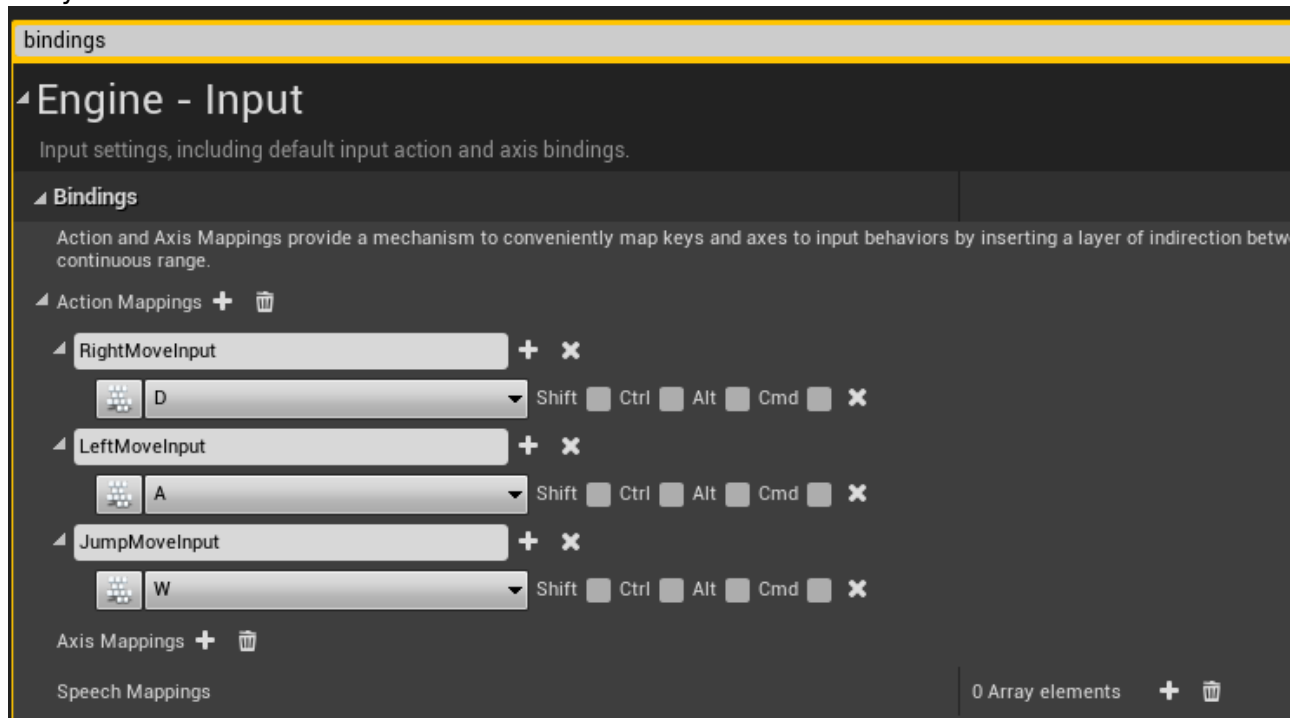 bindings
Engine - Input
Input settings, including default input action and axis bindings.
Bindings
Action and Axis Mappings provide a mechanism to conveniently map keys and axes to input behaviors by inserting a layer of indirection
continuous range.
Action Mappings
RightMoveInput
D Shift Ctrl Alt Cmd
LeftMoveInput
A Shift Ctrl Alt Cmd
JumpMoveInput
W Shift Ctrl Alt Cmd
Axis Mappings
Speech Mappings 0 Array elements